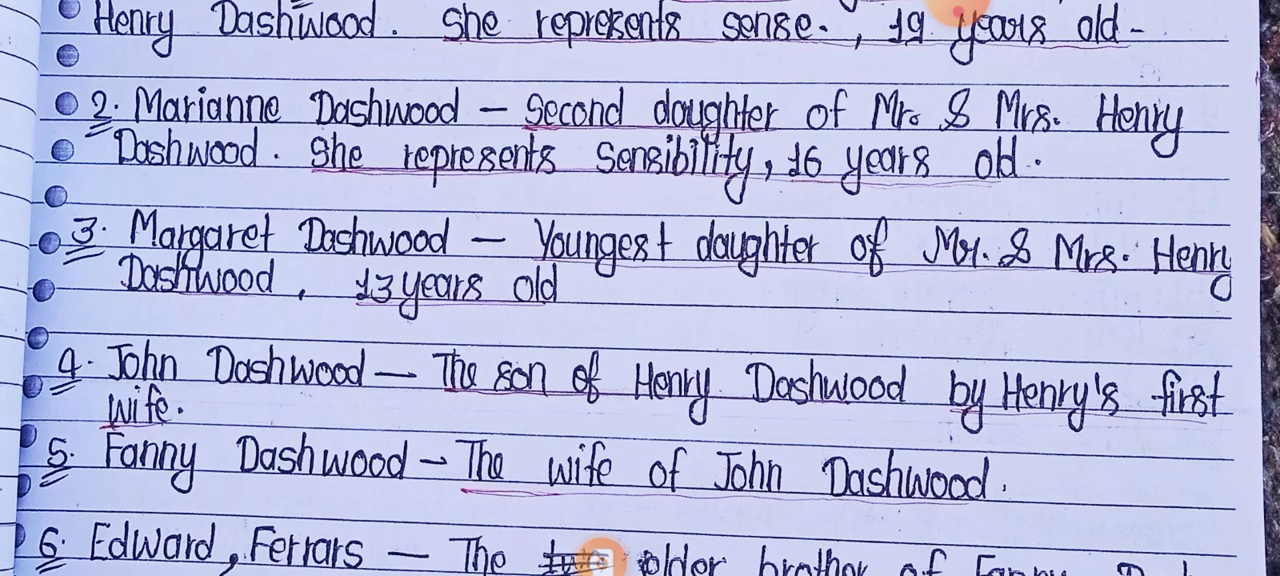 Henry Dashwood. She represents sense. , 19 years old -
2. Marianne Dashwood – Second daughter of Mr. & Mrs. Henry
Dashwood. She represents Sensibility, 16 years old.
3. Margaret Dashwood – Youngest daughter of Mr. & Mrs. Henry
Dashwood, 13 years old
4. John Dashwood – The son of Henry Dashwood by Henry's first
wife.
5. Fanny Dashwood – The wife of John Dashwood.
6. Edward, Ferrars – The older brother of Fanny